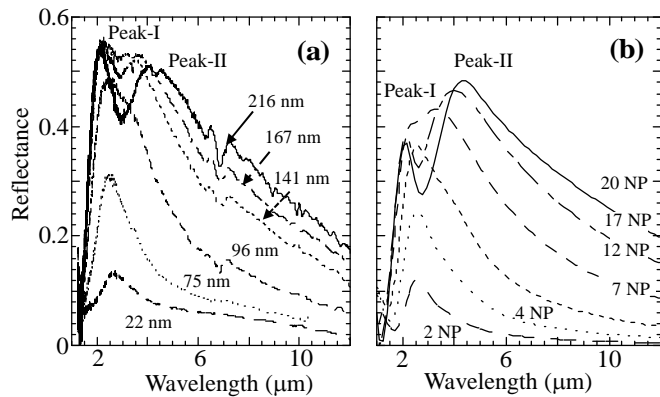 0.6
0.4
0.2
0
Reflectance
Peak-I
Peak-II
(a)
216 nm
167 nm
141 nm
96 nm
75 nm
22 nm
2 6 10
Wavelength (μm)
(b)
Peak-II
Peak-I
20 NP
17 NP
12 NP
7 NP
4 NP
2 NP
2 6 10
Wavelength (μm)